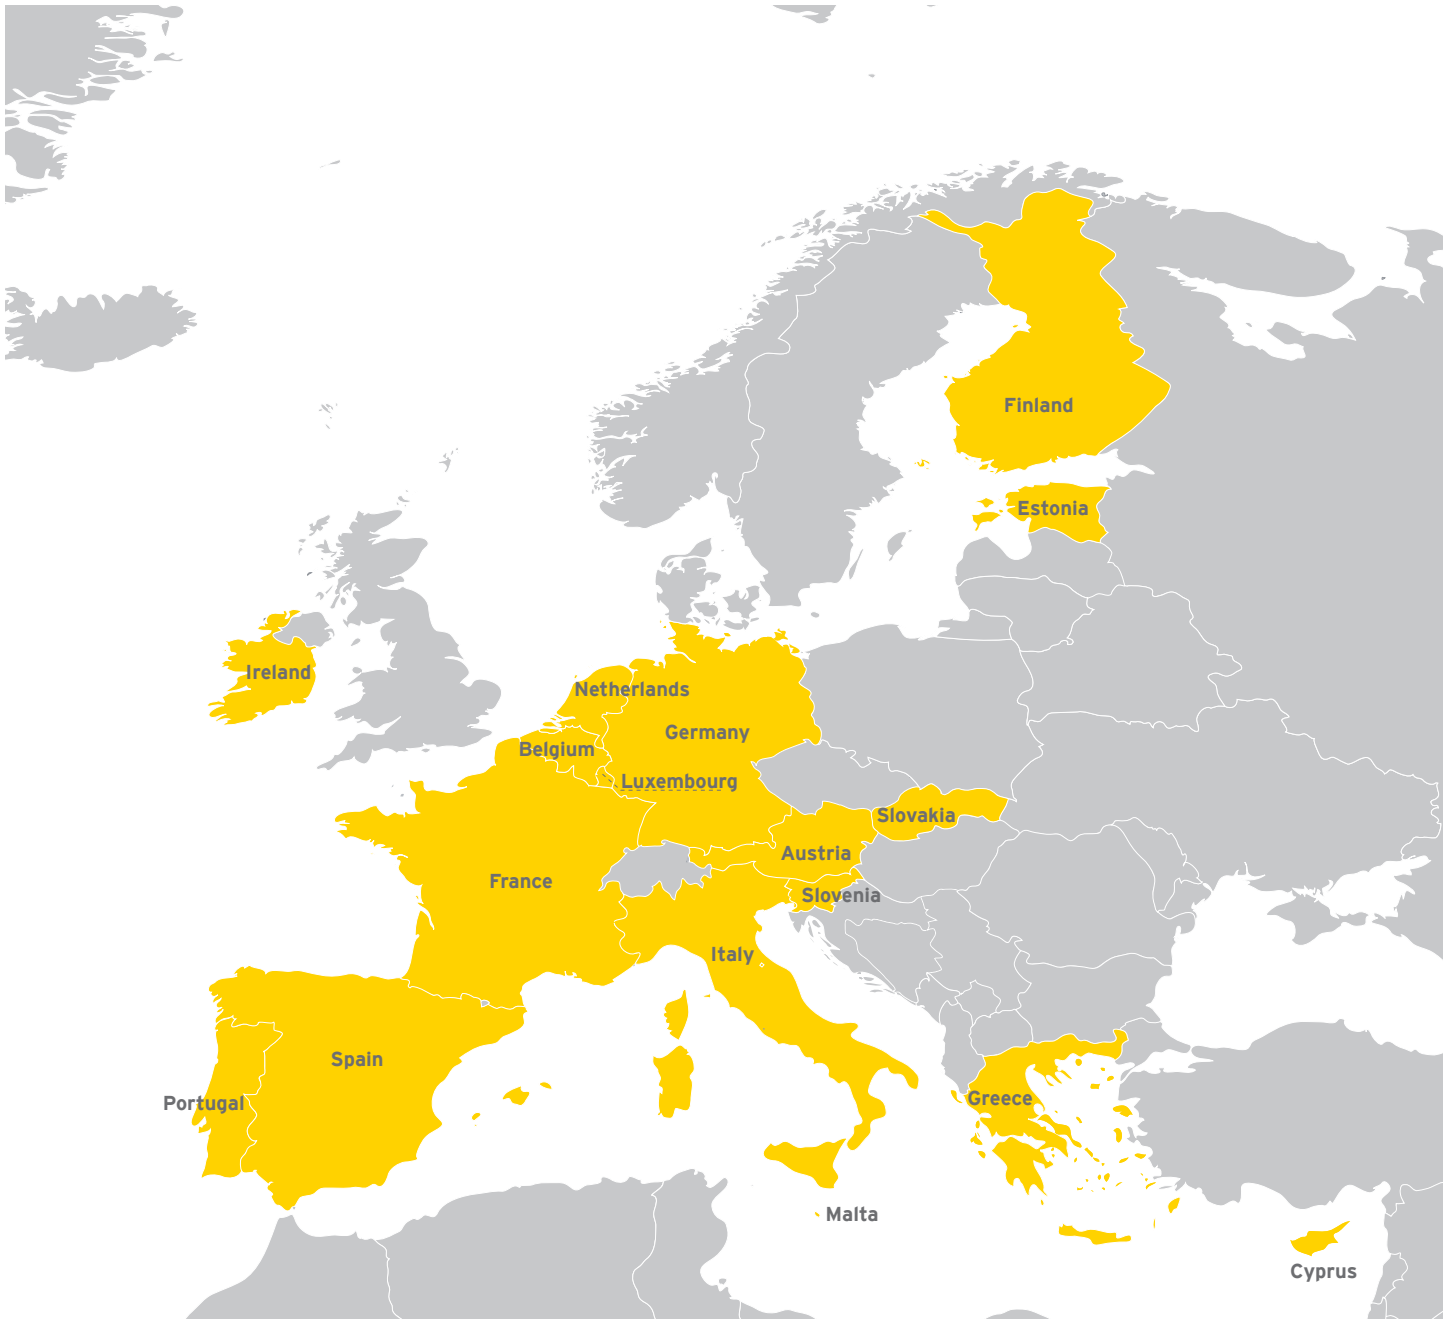 Finland
Estonia
Ireland
Netherlands
Germany
Belgium
Luxembourg
Slovakia
Austria
France
Slovenia
Italy
Spain
Portugal
Greece
Malta
Cyprus